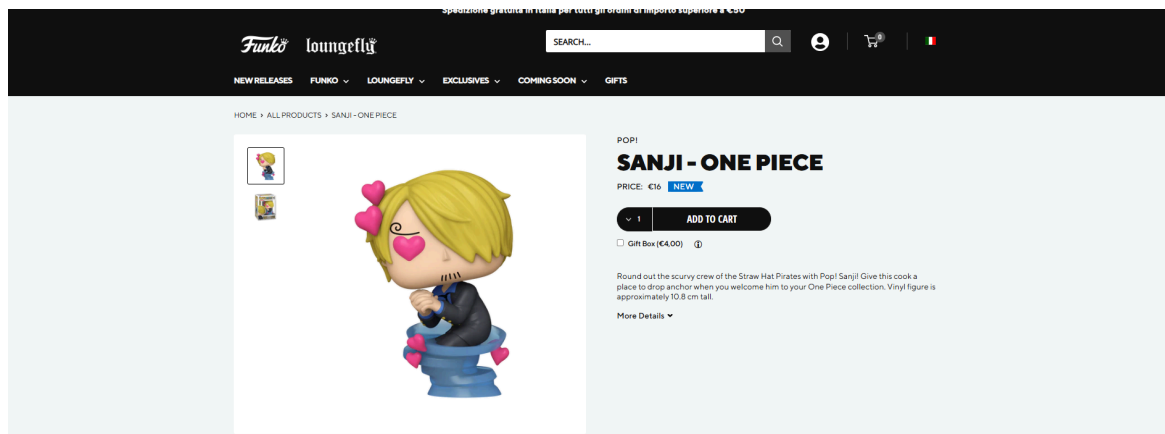 Spedizione gratuita in Italia per tutti gli ordini di importo superiore a €50
Funko
loungefly
SEARCH...
0
NEW RELEASES FUNKO LOUNGEFLY EXCLUSIVES COMING SOON GIFTS
HOME > ALL PRODUCTS > SANJI - ONE PIECE
POP!
SANJI - ONE PIECE
PRICE: €16 NEW
1 ADD TO CART
Gift Box (€4,00)
Round out the scurvy crew of the Straw Hat Pirates with Pop! Sanji! Give this cook a
place to drop anchor when you welcome him to your One Piece collection. Vinyl figure is
approximately 10.8 cm tall.
More Details